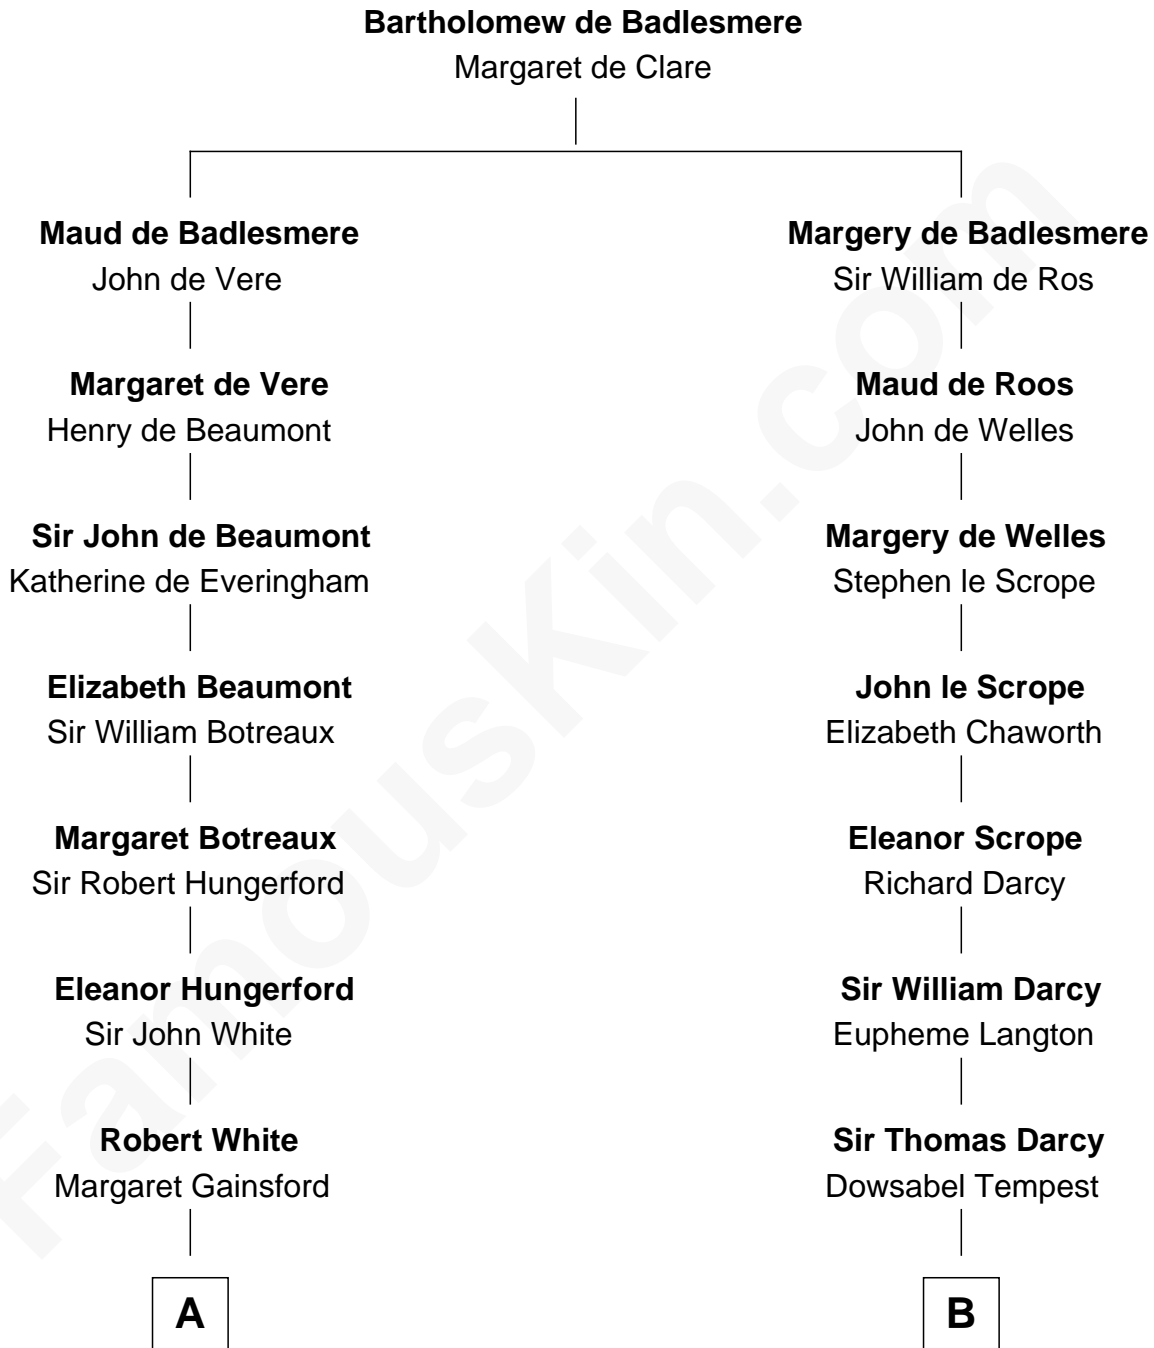 Bartholomew de Badlesmere
Margaret de Clare
Maud de Badlesmere
John de Vere
Margery de Badlesmere
Sir William de Ros
Margaret de Vere
Henry de Beaumont
Maud de Roos
John de Welles
Sir John de Beaumont
Katherine de Everingham
Margery de Welles
Stephen le Scrope
Elizabeth Beaumont
Sir William Botreaux
John le Scrope
Elizabeth Chaworth
Margaret Botreaux
Sir Robert Hungerford
Eleanor Scrope
Richard Darcy
Eleanor Hungerford
Sir John White
Sir William Darcy
Eupheme Langton
Robert White
Margaret Gainsford
Sir Thomas Darcy
Dowsabel Tempest
A
B
FamousKin.com